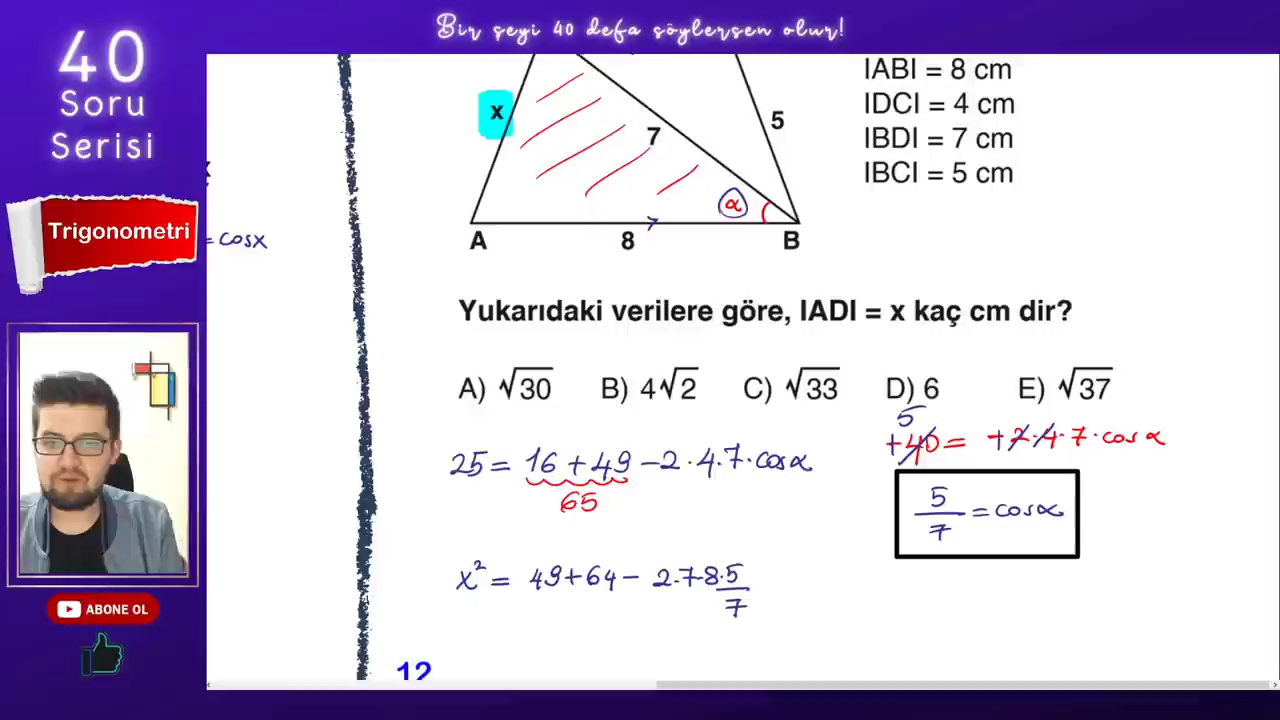 Bir şeyi 40 defa söylersen olur!
40
Soru
Serisi
Trigonometri
= cosx
x
7
5
α
A
8
B
IABI = 8 cm
IDCI = 4 cm
IBDI = 7 cm
IBCI = 5 cm
Yukarıdaki verilere göre, IADI = x kaç cm dir?
A) √30 B) 4√2 C) √33 D) 6 E) √37
5
+40 = +2·4·7·cosα
25 = 16 + 49 - 2·4·7·cosα
65
5/7 = cosα
x² = 49 + 64 - 2·7·8·5/7
ABONE OL
12